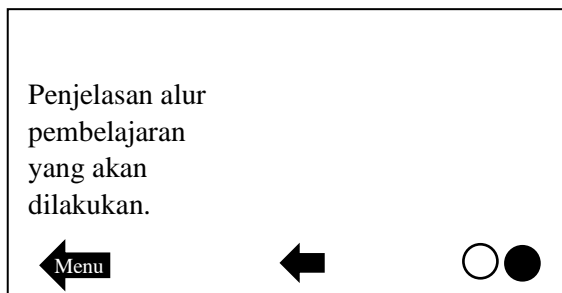 Penjelasan alur
pembelajaran
yang akan
dilakukan.
Menu